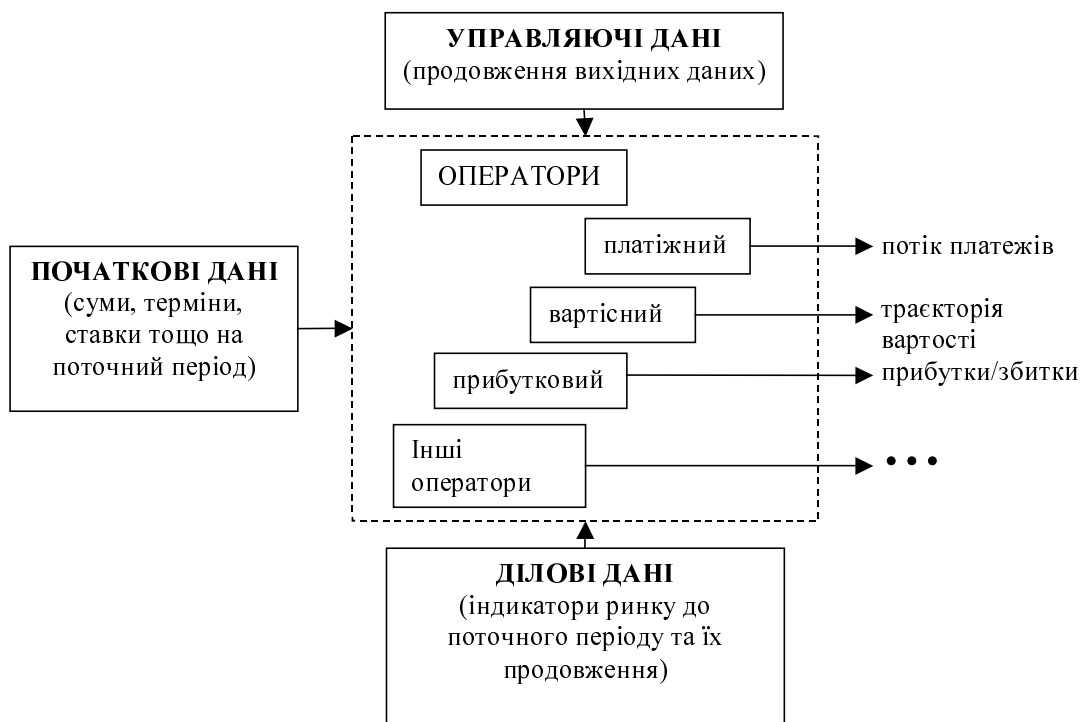 УПРАВЛЯЮЧІ ДАНІ
(продовження вихідних даних)
ОПЕРАТОРИ
платіжний
потік платежів
ПОЧАТКОВІ ДАНІ
(суми, терміни,
ставки тощо на
поточний період)
вартісний
траєкторія
вартості
прибутковий
прибутки/збитки
Інші
оператори
...
ДІЛОВІ ДАНІ
(індикатори ринку до
поточного періоду та їх
продовження)